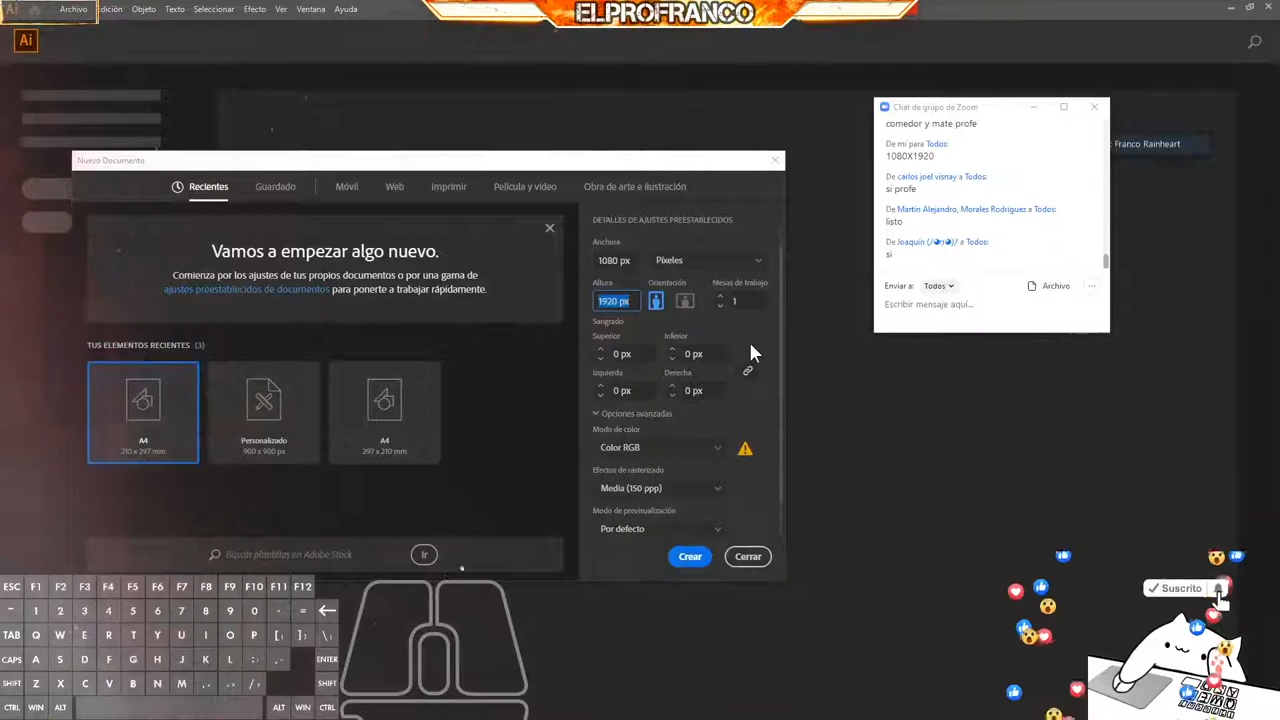 Archivo Edición Objeto Texto Seleccionar Efecto Ver Ventana Ayuda
ELPROFRANCO
Ai
Nuevo Documento
Recientes Guardado Móvil Web Imprimir Película y vídeo Obra de arte e ilustración
Vamos a empezar algo nuevo.
Comienza por los ajustes de tus propios documentos o por una gama de
ajustes preestablecidos de documentos para ponerte a trabajar rápidamente.
TUS ELEMENTOS RECIENTES (3)
A4
210 x 297 mm
Personalizado
900 x 900 px
A4
297 x 210 mm
Buscar plantillas en Adobe Stock
Ir
DETALLES DE AJUSTES PREESTABLECIDOS
Anchura
1080 px Píxeles
Altura Orientación Mesas de trabajo
1920 px 1
Sangrado
Superior Inferior
0 px 0 px
Izquierda Derecha
0 px 0 px
Opciones avanzadas
Modo de color
Color RGB
Efectos de rasterizado
Media (150 ppp)
Modo de previsualización
Por defecto
Crear Cerrar
Chat de grupo de Zoom
comedor y mate profe
De mí para Todos:
1080X1920
De carlos joel visnay a Todos:
si profe
De Martin Alejandro, Morales Rodriguez a Todos:
listo
De Joaquín a Todos:
si
Enviar a: Todos Archivo ...
Escribir mensaje aquí...
: Franco Rainheart
ESC F1 F2 F3 F4 F5 F6 F7 F8 F9 F10 F11 F12
1 2 3 4 5 6 7 8 9 0 - =
TAB Q W E R T Y U I O P [ ] \
CAPS A S D F G H J K L ENTER
SHIFT Z X C V B N M SHIFT
CTRL WIN ALT ALT WIN CTRL
Suscrito